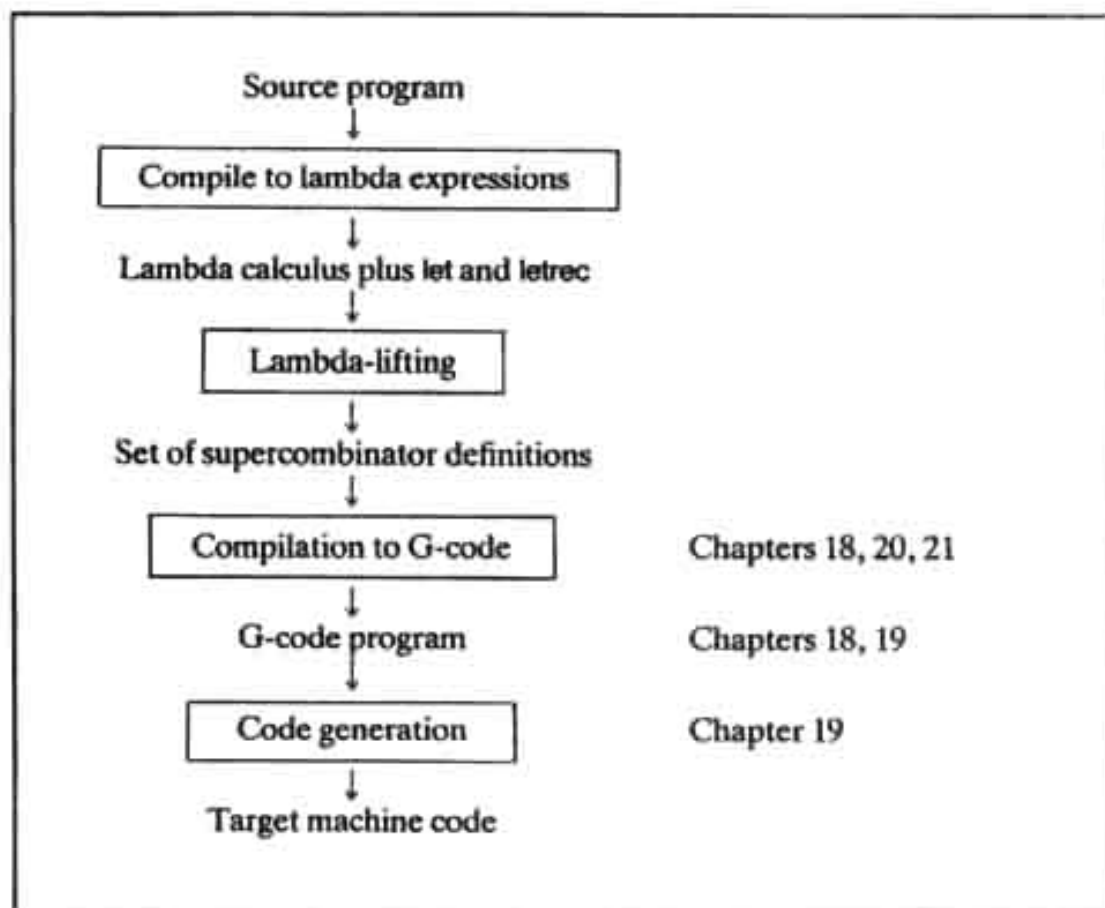 Source program
Compile to lambda expressions
Lambda calculus plus let and letrec
Lambda-lifting
Set of supercombinator definitions
Compilation to G-code    Chapters 18, 20, 21
G-code program    Chapters 18, 19
Code generation    Chapter 19
Target machine code